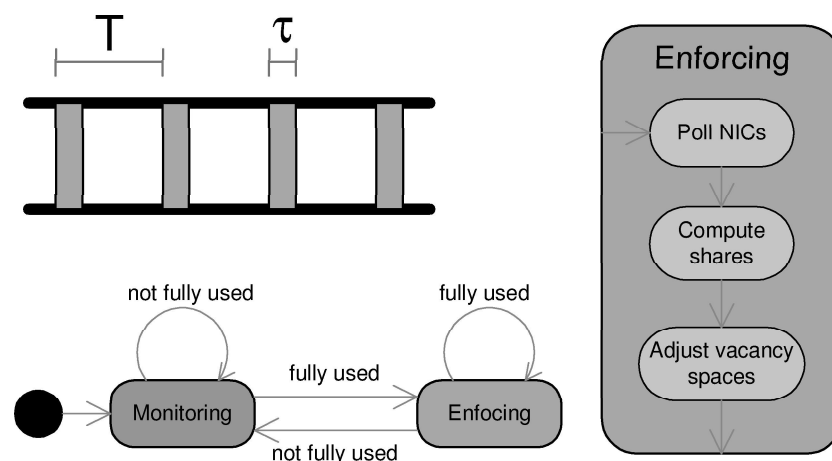 T
τ
Enforcing
Poll NICs
Compute
shares
Adjust vacancy
spaces
not fully used
fully used
fully used
Monitoring
Enfocing
not fully used